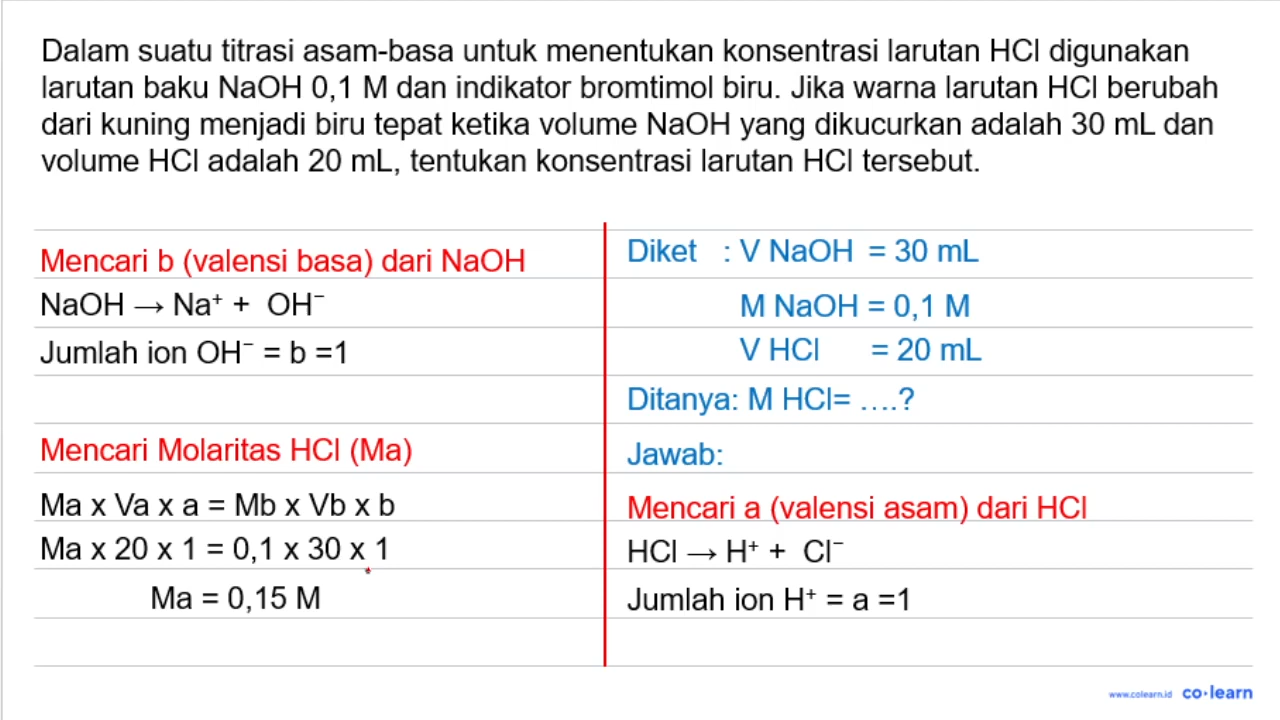 Dalam suatu titrasi asam-basa untuk menentukan konsentrasi larutan HCl digunakan
larutan baku NaOH 0,1 M dan indikator bromtimol biru. Jika warna larutan HCl berubah
dari kuning menjadi biru tepat ketika volume NaOH yang dikucurkan adalah 30 mL dan
volume HCl adalah 20 mL, tentukan konsentrasi larutan HCl tersebut.
Mencari b (valensi basa) dari NaOH
NaOH → Na⁺ + OH⁻
Jumlah ion OH⁻ = b =1
Mencari Molaritas HCl (Ma)
Ma x Va x a = Mb x Vb x b
Ma x 20 x 1 = 0,1 x 30 x 1
Ma = 0,15 M
Diket : V NaOH = 30 mL
M NaOH = 0,1 M
V HCl = 20 mL
Ditanya: M HCl= ....?
Jawab:
Mencari a (valensi asam) dari HCl
HCl → H⁺ + Cl⁻
Jumlah ion H⁺ = a =1
www.colearn.id co·learn